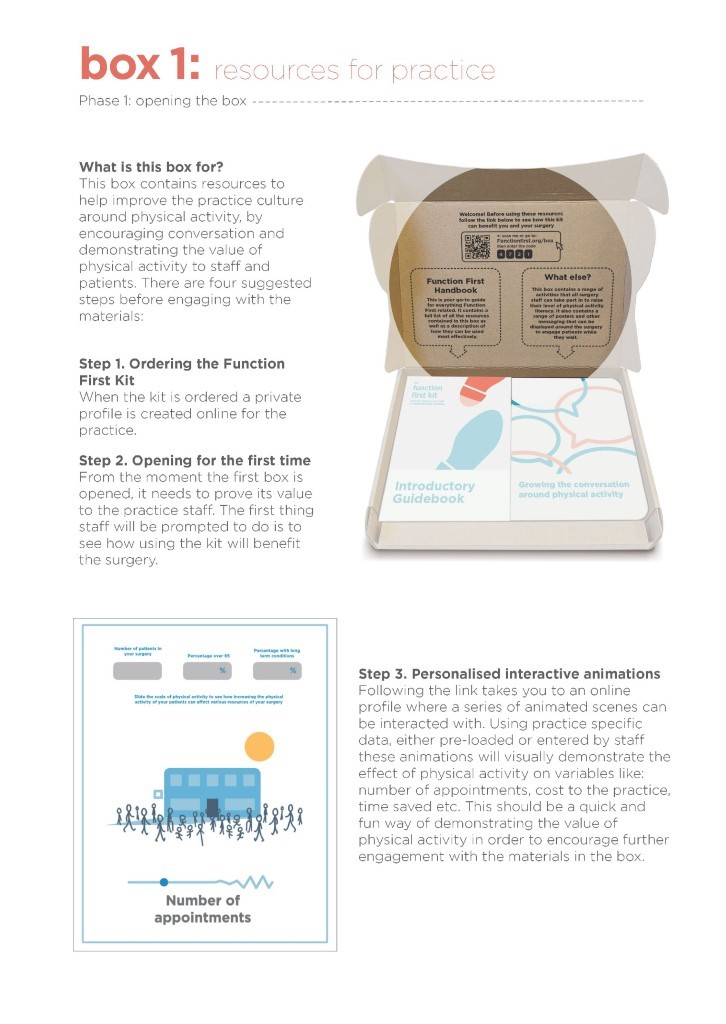 box 1: resources for practice
Phase 1: opening the box
What is this box for?
This box contains resources to
help improve the practice culture
around physical activity, by
encouraging conversation and
demonstrating the value of
physical activity to staff and
patients. There are four suggested
steps before engaging with the
materials:
Step 1. Ordering the Function
First Kit
When the kit is ordered a private
profile is created online for the
practice.
Step 2. Opening for the first time
From the moment the first box is
opened, it needs to prove its value
to the practice staff. The first thing
staff will be prompted to do is to
see how using the kit will benefit
the surgery.
Welcome! Before using these resources
follow the link below to see how this kit
can benefit you and your surgery
Functionfirst.org/box
then enter the code
Function First
Handbook
This is your go-to guide
for everything Function
First related. It contains a
full list of all the resources
contained in this box as
well as a description of
how they can be used
most effectively.
What else?
This box contains a range of
activities that all surgery
staff can take part in to raise
their level of physical activity
literacy. It also contains a
range of posters and other
messaging that can be
displayed around the surgery
to engage patients while
they wait.
function
first kit
Introductory
Guidebook
Growing the conversation
around physical activity
Number of patients in
your surgery
Percentage over 65
%
Percentage with long
term conditions
%
Slide the scale of physical activity to see how increasing the physical
activity of your patients can affect various resources of your surgery
Number of
appointments
Step 3. Personalised interactive animations
Following the link takes you to an online
profile where a series of animated scenes can
be interacted with. Using practice specific
data, either pre-loaded or entered by staff
these animations will visually demonstrate the
effect of physical activity on variables like:
number of appointments, cost to the practice,
time saved etc. This should be a quick and
fun way of demonstrating the value of
physical activity in order to encourage further
engagement with the materials in the box.